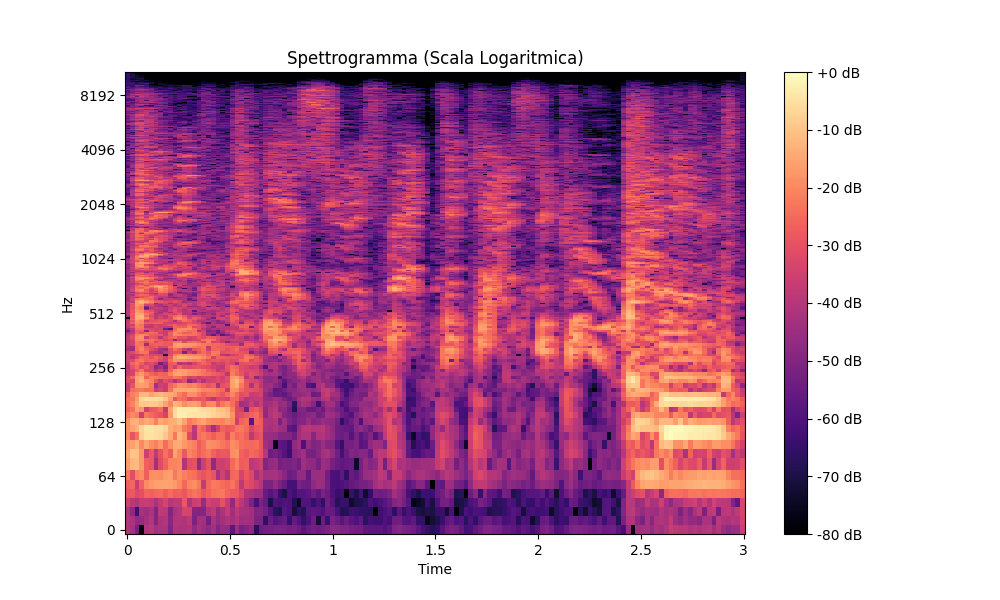 Spettrogramma (Scala Logaritmica)
Hz
8192
4096
2048
1024
512
256
128
64
0
0 0.5 1 1.5 2 2.5 3
Time
+0 dB
-10 dB
-20 dB
-30 dB
-40 dB
-50 dB
-60 dB
-70 dB
-80 dB